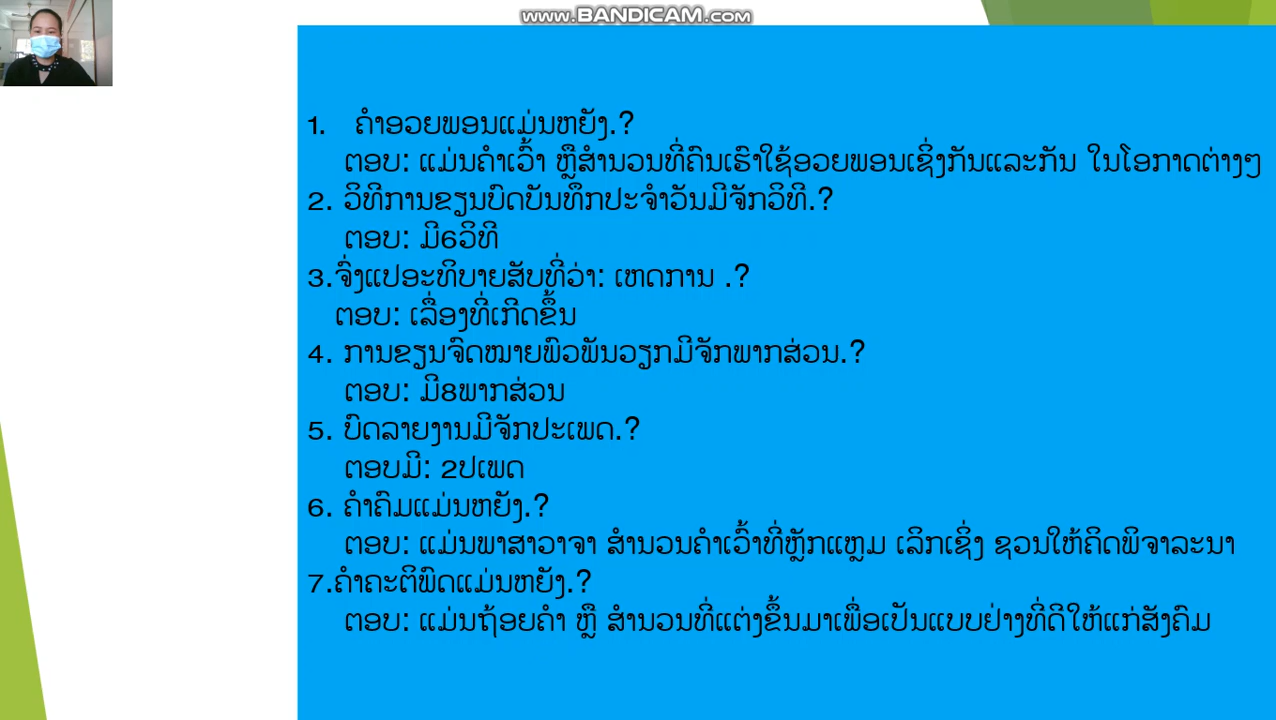 www.BANDICAM.com
1. ຄຳອວຍພອນແມ່ນຫຍັງ.?
ຕອບ: ແມ່ນຄຳເວົ້າ ຫຼືສຳນວນທີ່ຄົນເຮົາໃຊ້ອວຍພອນເຊິ່ງກັນແລະກັນ ໃນໂອກາດຕ່າງໆ
2. ວິທີການຂຽນບົດບັນທຶກປະຈຳວັນມີຈັກວິທີ.?
ຕອບ: ມີ6ວິທີ
3.ຈົ່ງແປອະທິບາຍສັບທີ່ວ່າ: ເຫດການ .?
ຕອບ: ເລື່ອງທີ່ເກີດຂຶ້ນ
4. ການຂຽນຈົດໝາຍພົວພັນວຽກມີຈັກພາກສ່ວນ.?
ຕອບ: ມີ8ພາກສ່ວນ
5. ບົດລາຍງານມີຈັກປະເພດ.?
ຕອບມີ: 2ປເພດ
6. ຄຳຄົມແມ່ນຫຍັງ.?
ຕອບ: ແມ່ນພາສາວາຈາ ສຳນວນຄຳເວົ້າທີ່ຫຼັກແຫຼມ ເລິກເຊິ່ງ ຊວນໃຫ້ຄິດພິຈາລະນາ
7.ຄຳຄະຕິພົດແມ່ນຫຍັງ.?
ຕອບ: ແມ່ນຖ້ອຍຄຳ ຫຼື ສຳນວນທີ່ແຕ່ງຂຶ້ນມາເພື່ອເປັນແບບຢ່າງທີ່ດີໃຫ້ແກ່ສັງຄົມ